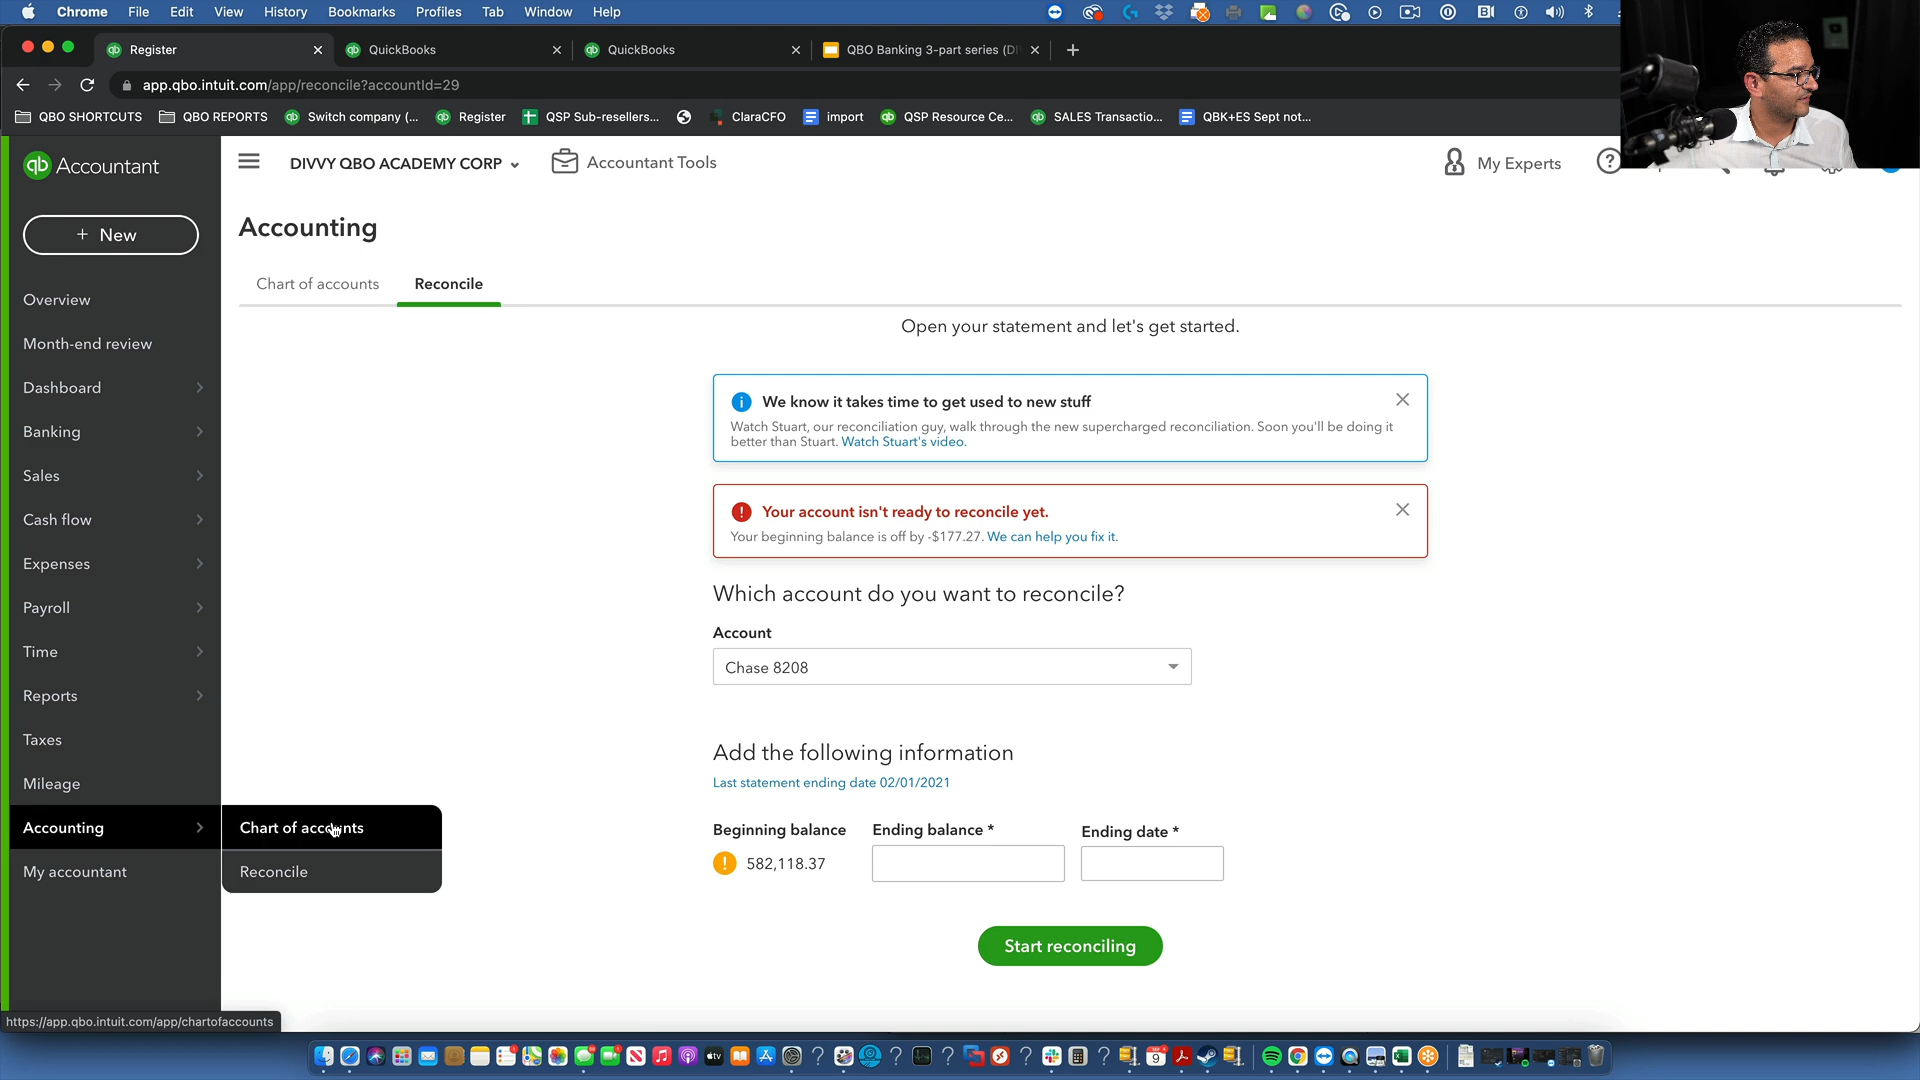 Chrome File Edit View History Bookmarks Profiles Tab Window Help
Register QuickBooks QuickBooks QBO Banking 3-part series (DI
app.qbo.intuit.com/app/reconcile?accountId=29
QBO SHORTCUTS QBO REPORTS Switch company (... Register QSP Sub-resellers... ClaraCFO import QSP Resource Ce... SALES Transactio... QBK+ES Sept not...
qb Accountant
DIVVY QBO ACADEMY CORP Accountant Tools My Experts
+ New
Accounting
Chart of accounts Reconcile
Overview
Month-end review
Dashboard
Banking
Sales
Cash flow
Expenses
Payroll
Time
Reports
Taxes
Mileage
Accounting
My accountant
Chart of accounts
Reconcile
Open your statement and let's get started.
We know it takes time to get used to new stuff
Watch Stuart, our reconciliation guy, walk through the new supercharged reconciliation. Soon you'll be doing it
better than Stuart. Watch Stuart's video.
Your account isn't ready to reconcile yet.
Your beginning balance is off by -$177.27. We can help you fix it.
Which account do you want to reconcile?
Account
Chase 8208
Add the following information
Last statement ending date 02/01/2021
Beginning balance Ending balance * Ending date *
582,118.37
Start reconciling
https://app.qbo.intuit.com/app/chartofaccounts